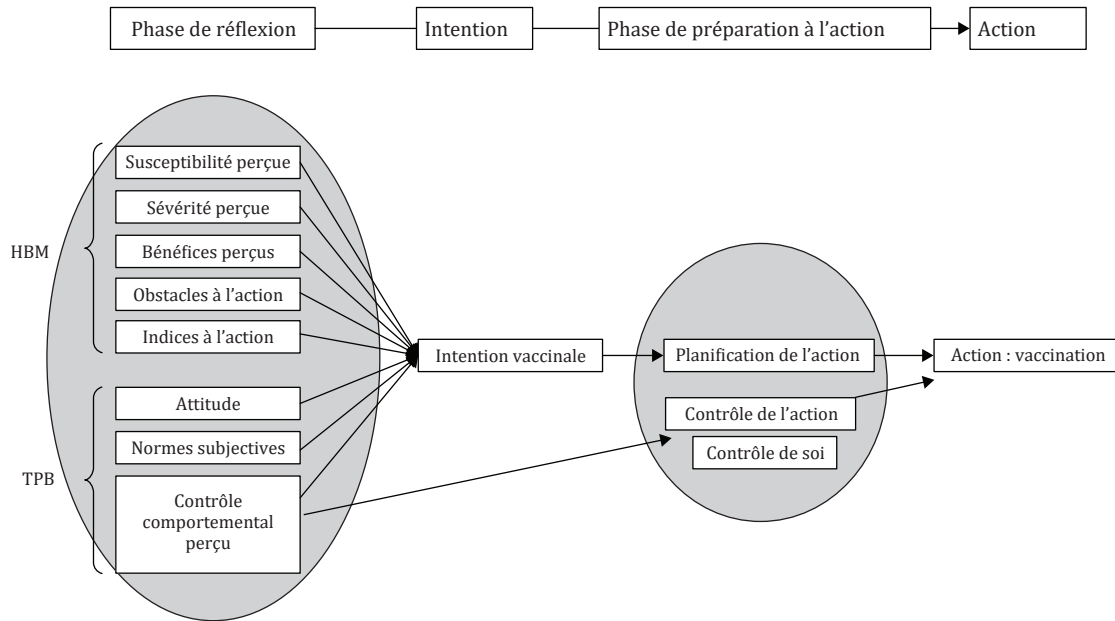 Phase de réflexion
Intention
Phase de préparation à l’action
Action
HBM
Susceptibilité perçue
Sévérité perçue
Bénéfices perçus
Obstacles à l’action
Indices à l’action
TPB
Attitude
Normes subjectives
Contrôle
comportemental
perçu
Intention vaccinale
Planification de l’action
Contrôle de l’action
Contrôle de soi
Action : vaccination